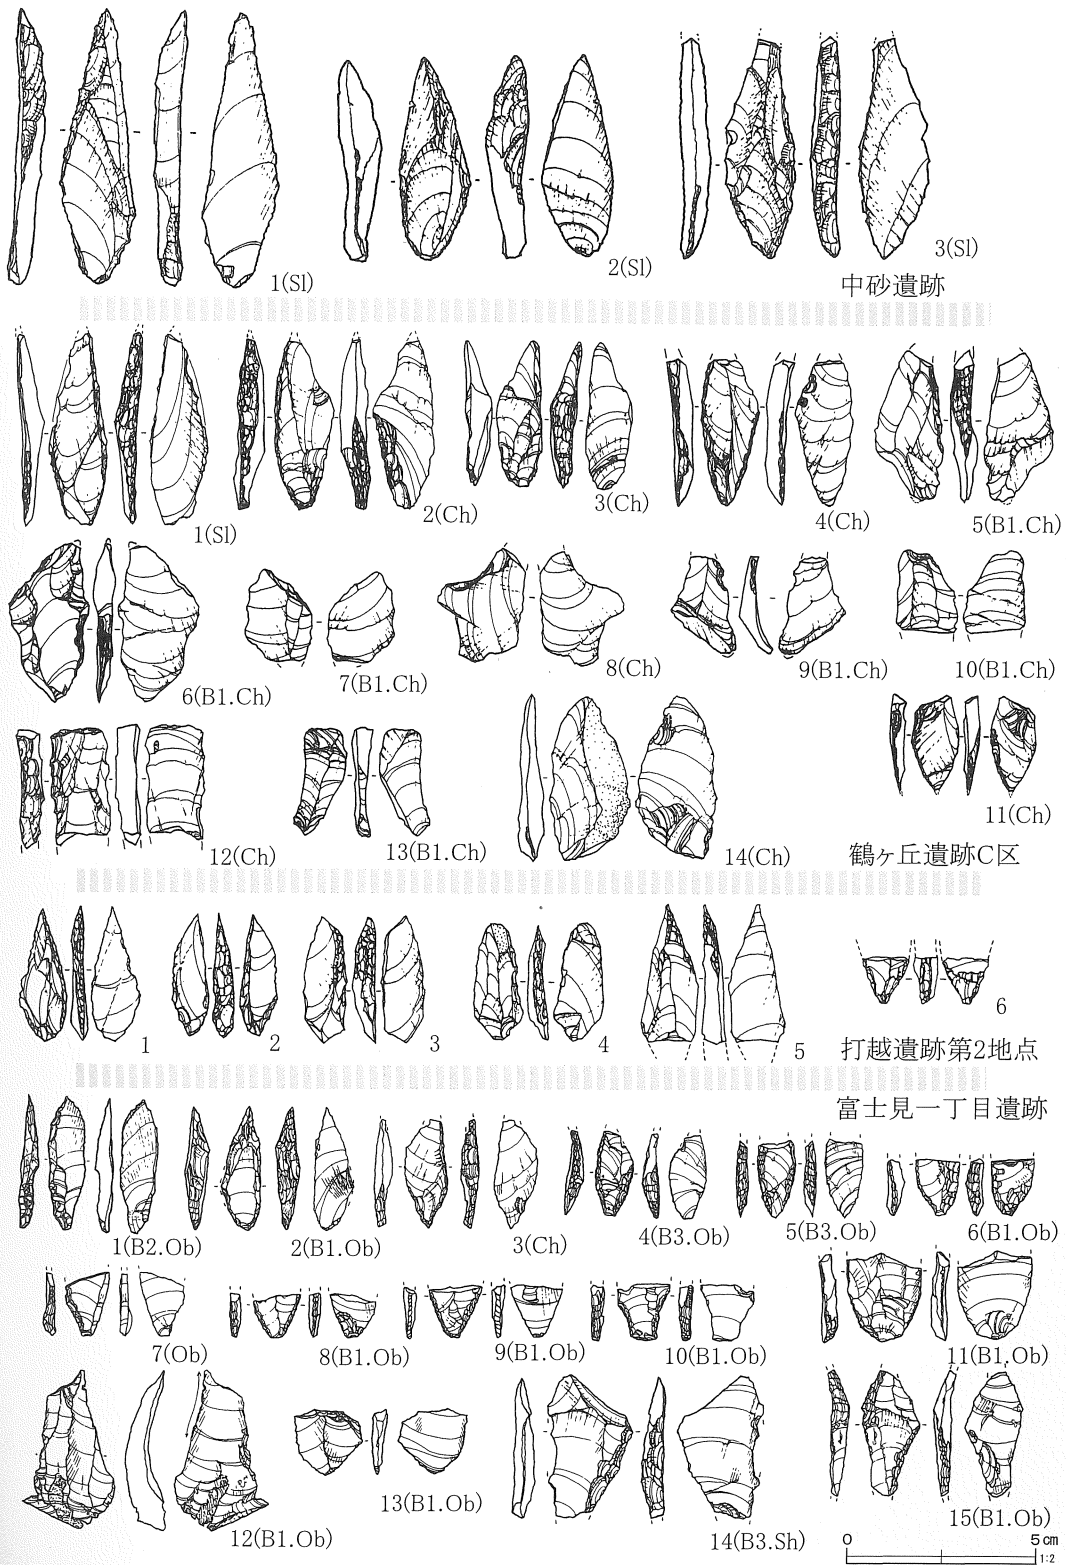 1(Sl)
2(Sl)
3(Sl)
中砂遺跡
1(Sl)
2(Ch)
3(Ch)
4(Ch)
5(B1.Ch)
6(B1.Ch)
7(B1.Ch)
8(Ch)
9(B1.Ch)
10(B1.Ch)
11(Ch)
12(Ch)
13(B1.Ch)
14(Ch)
鶴ヶ丘遺跡C区
1
2
3
4
5
6
打越遺跡第2地点
富士見一丁目遺跡
1(B2.Ob)
2(B1.Ob)
3(Ch)
4(B3.Ob)
5(B3.Ob)
6(B1.Ob)
7(Ob)
8(B1.Ob)
9(B1.Ob)
10(B1.Ob)
11(B1.Ob)
12(B1.Ob)
13(B1.Ob)
14(B3.Sh)
15(B1.Ob)
0 5cm
1:2